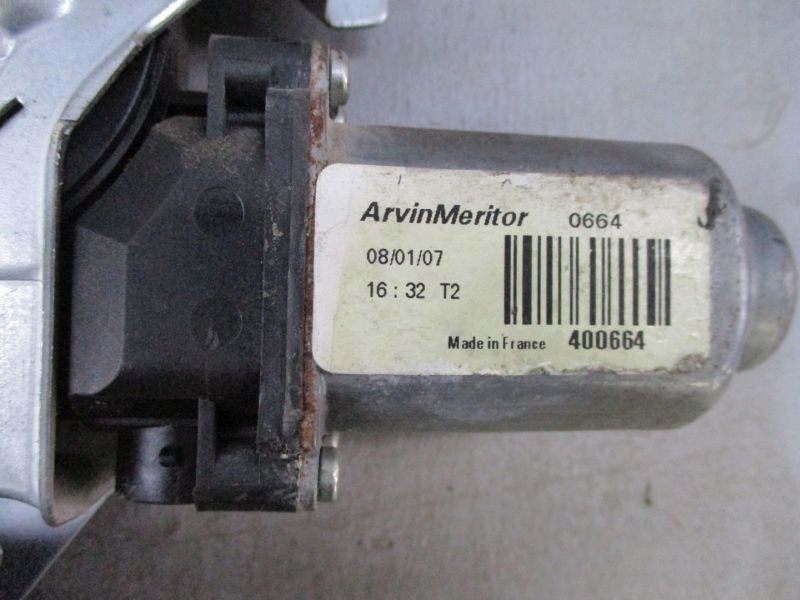 ArvinMeritor 0664
08/01/07
16 : 32 T2
Made in France 400664